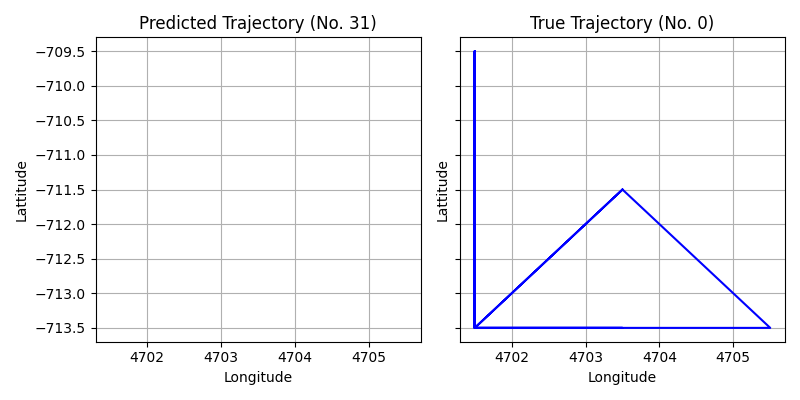 Predicted Trajectory (No. 31)
−709.5
−710.0
−710.5
−711.0
−711.5
−712.0
−712.5
−713.0
−713.5
Lattitude
4702 4703 4704 4705
Longitude
True Trajectory (No. 0)
Lattitude
4702 4703 4704 4705
Longitude